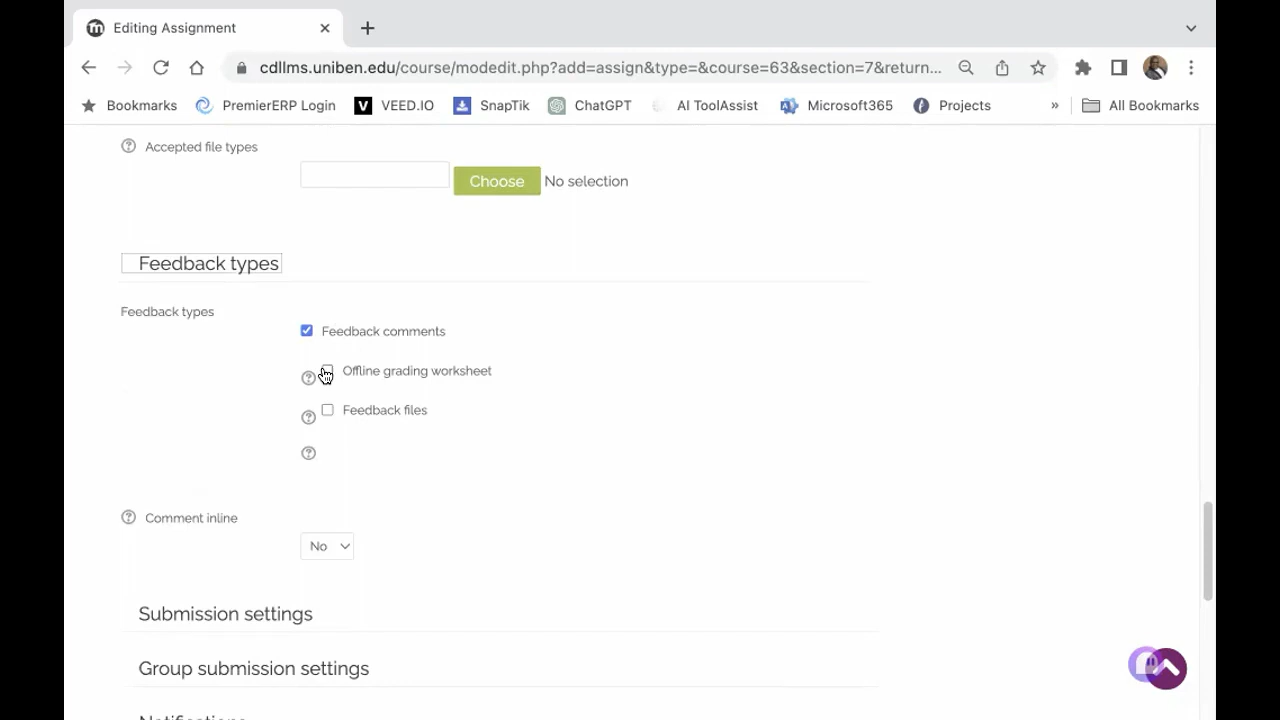 Editing Assignment
cdllms.uniben.edu/course/modedit.php?add=assign&type=&course=63&section=7&return...
Bookmarks PremierERP Login VEED.IO SnapTik ChatGPT AI ToolAssist Microsoft365 Projects » All Bookmarks
Accepted file types
Choose No selection
Feedback types
Feedback types
Feedback comments
Offline grading worksheet
Feedback files
Comment inline
No
Submission settings
Group submission settings
Notifications